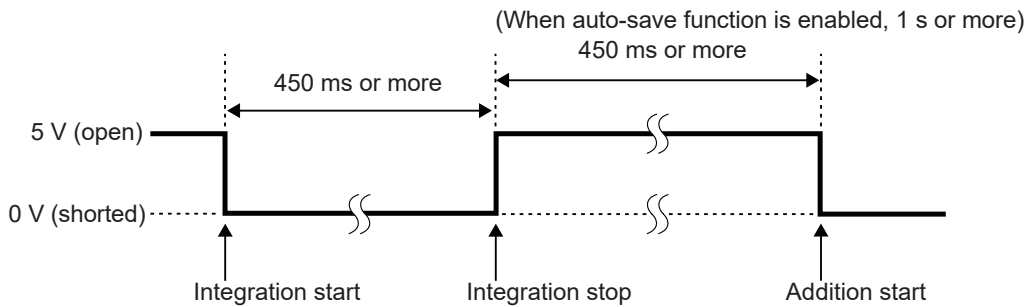 (When auto-save function is enabled, 1 s or more)
450 ms or more
450 ms or more
5 V (open)
0 V (shorted)
Integration start
Integration stop
Addition start